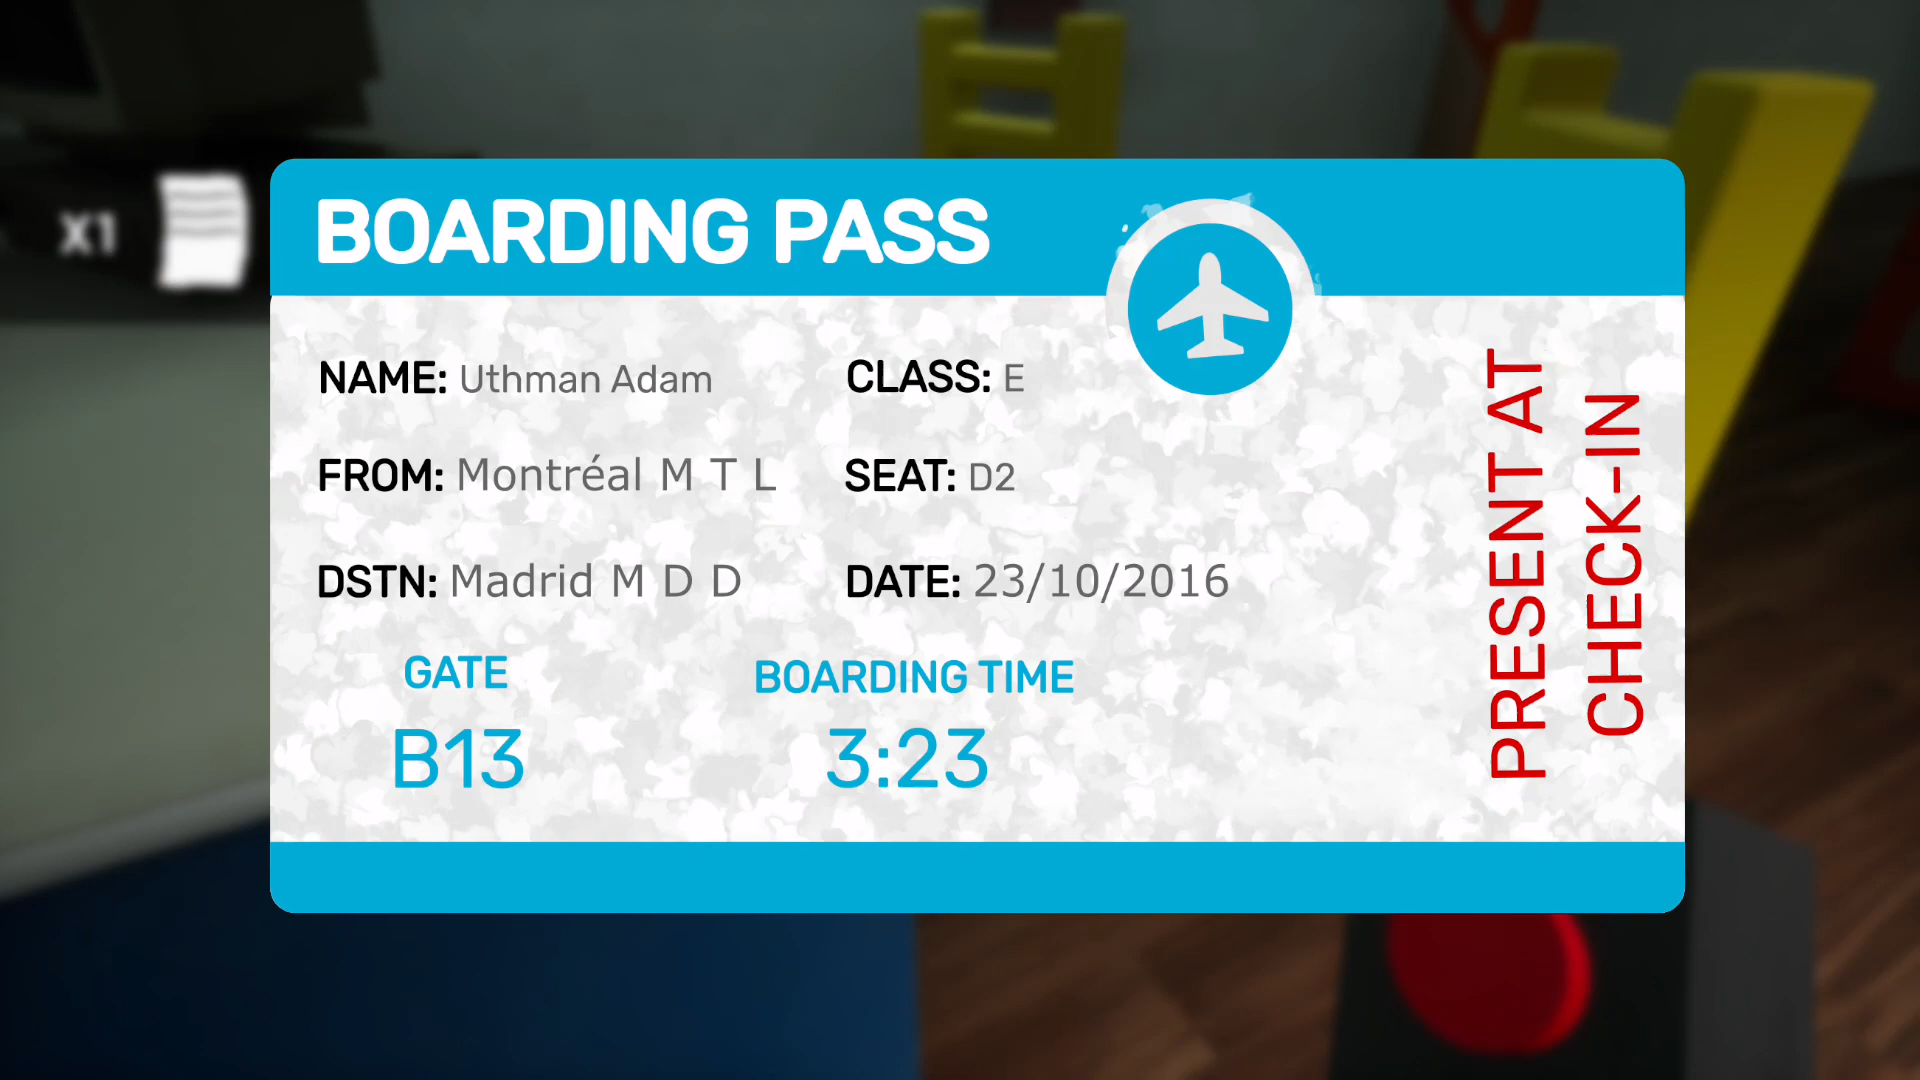 X1
BOARDING PASS
NAME: Uthman Adam
CLASS: E
FROM: Montréal M T L
SEAT: D2
DSTN: Madrid M D D
DATE: 23/10/2016
GATE
BOARDING TIME
B13
3:23
PRESENT AT
CHECK-IN